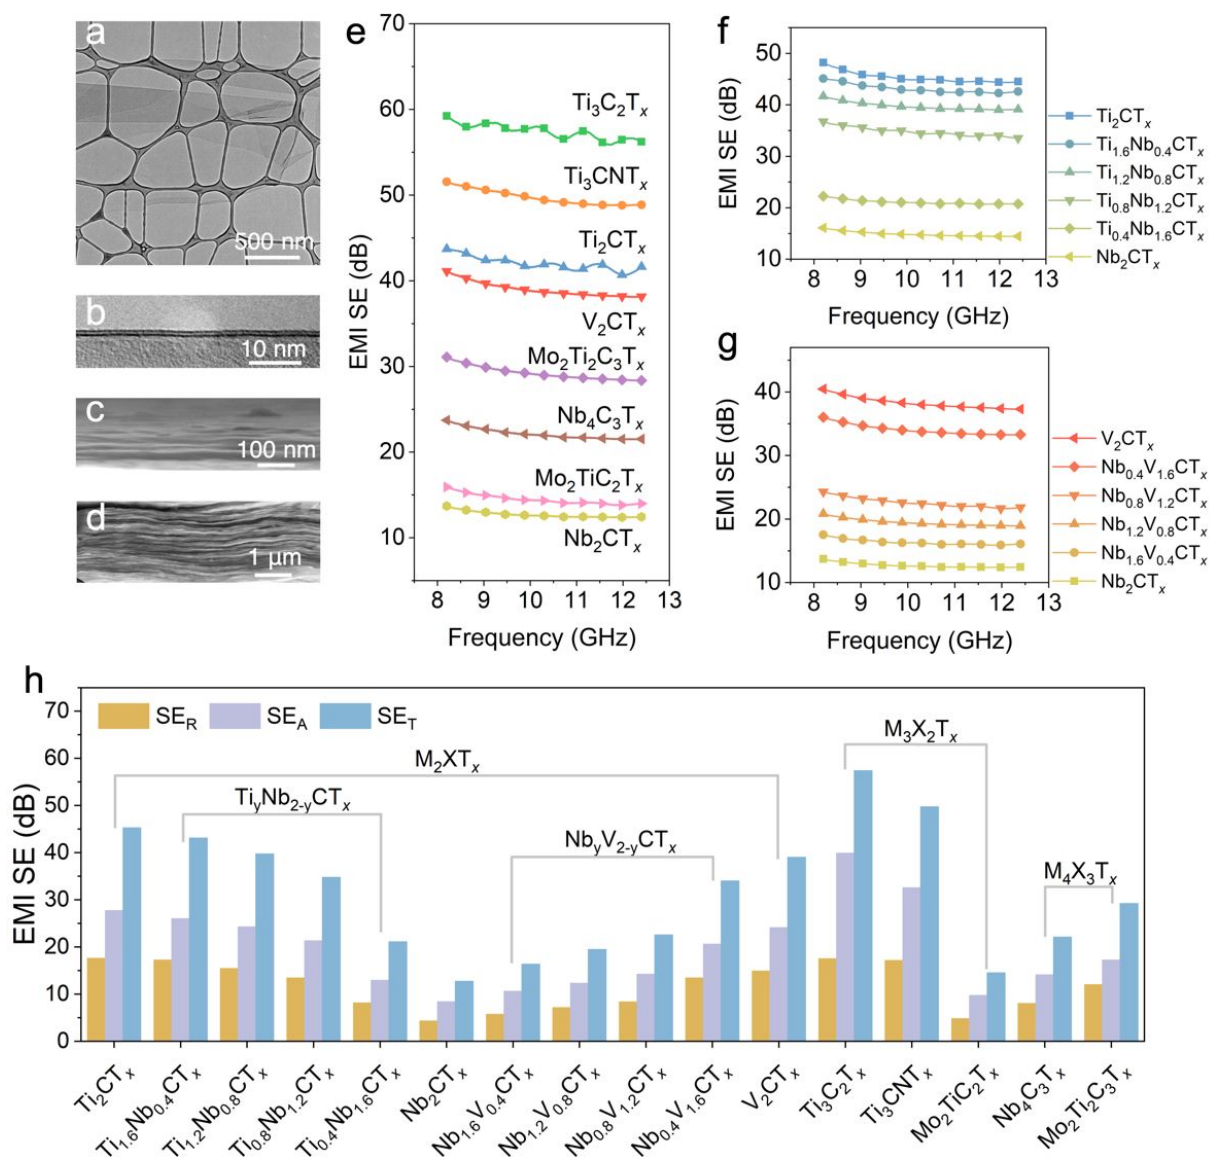 a
500 nm
b
10 nm
c
100 nm
d
1 µm
e
EMI SE (dB)
70
60
50
40
30
20
10
Ti₃C₂Tₓ
Ti₃CNTₓ
Ti₂CTₓ
V₂CTₓ
Mo₂Ti₂C₃Tₓ
Nb₄C₃Tₓ
Mo₂TiC₂Tₓ
Nb₂CTₓ
8 9 10 11 12 13
Frequency (GHz)
f
EMI SE (dB)
50
40
30
20
10
8 9 10 11 12 13
Frequency (GHz)
Ti₂CTₓ
Ti₁.₆Nb₀.₄CTₓ
Ti₁.₂Nb₀.₈CTₓ
Ti₀.₈Nb₁.₂CTₓ
Ti₀.₄Nb₁.₆CTₓ
Nb₂CTₓ
g
EMI SE (dB)
40
30
20
10
8 9 10 11 12 13
Frequency (GHz)
V₂CTₓ
Nb₀.₄V₁.₆CTₓ
Nb₀.₈V₁.₂CTₓ
Nb₁.₂V₀.₈CTₓ
Nb₁.₆V₀.₄CTₓ
Nb₂CTₓ
h
EMI SE (dB)
70
60
50
40
30
20
10
0
SE_R SE_A SE_T
M₂XTₓ
TiᵧNb₂₋ᵧCTₓ
NbᵧV₂₋ᵧCTₓ
M₃X₂Tₓ
M₄X₃Tₓ
Ti₂CTₓ
Ti₁.₆Nb₀.₄CTₓ
Ti₁.₂Nb₀.₈CTₓ
Ti₀.₈Nb₁.₂CTₓ
Ti₀.₄Nb₁.₆CTₓ
Nb₂CTₓ
Nb₁.₆V₀.₄CTₓ
Nb₁.₂V₀.₈CTₓ
Nb₀.₈V₁.₂CTₓ
Nb₀.₄V₁.₆CTₓ
V₂CTₓ
Ti₃C₂Tₓ
Ti₃CNTₓ
Mo₂TiC₂Tₓ
Nb₄C₃Tₓ
Mo₂Ti₂C₃Tₓ